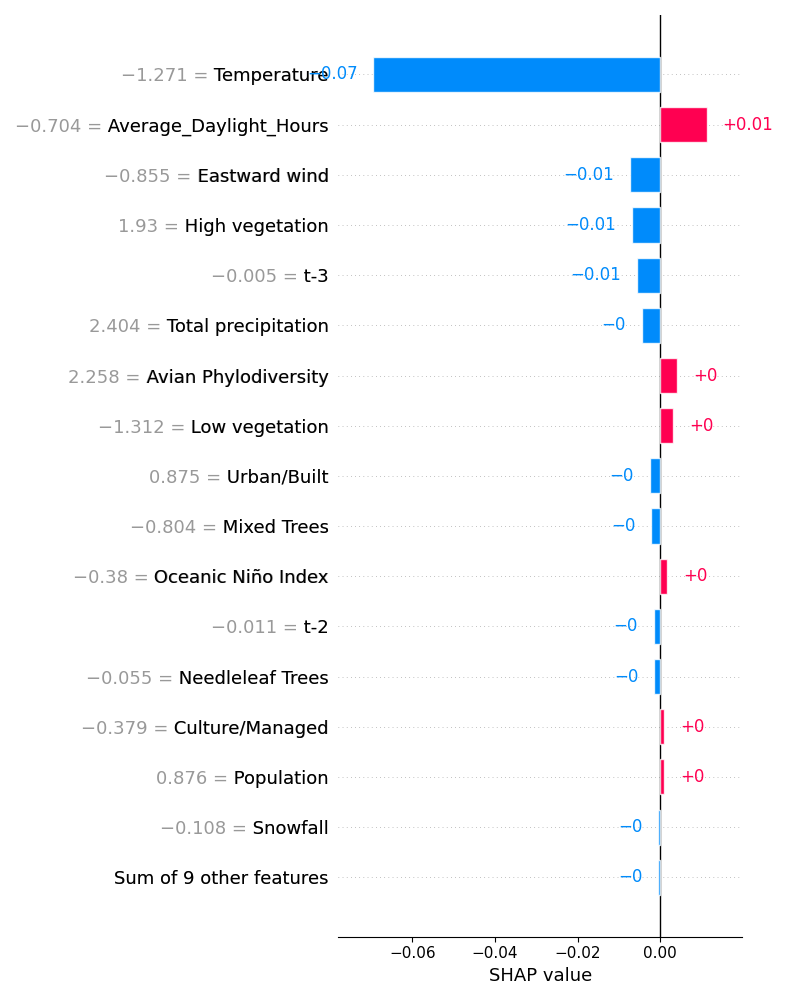 −1.271 = Temperature −0.07
−0.704 = Average_Daylight_Hours +0.01
−0.855 = Eastward wind −0.01
1.93 = High vegetation −0.01
−0.005 = t-3 −0.01
2.404 = Total precipitation −0
2.258 = Avian Phylodiversity +0
−1.312 = Low vegetation +0
0.875 = Urban/Built −0
−0.804 = Mixed Trees −0
−0.38 = Oceanic Niño Index +0
−0.011 = t-2 −0
−0.055 = Needleleaf Trees −0
−0.379 = Culture/Managed +0
0.876 = Population +0
−0.108 = Snowfall −0
Sum of 9 other features −0
−0.06 −0.04 −0.02 0.00
SHAP value